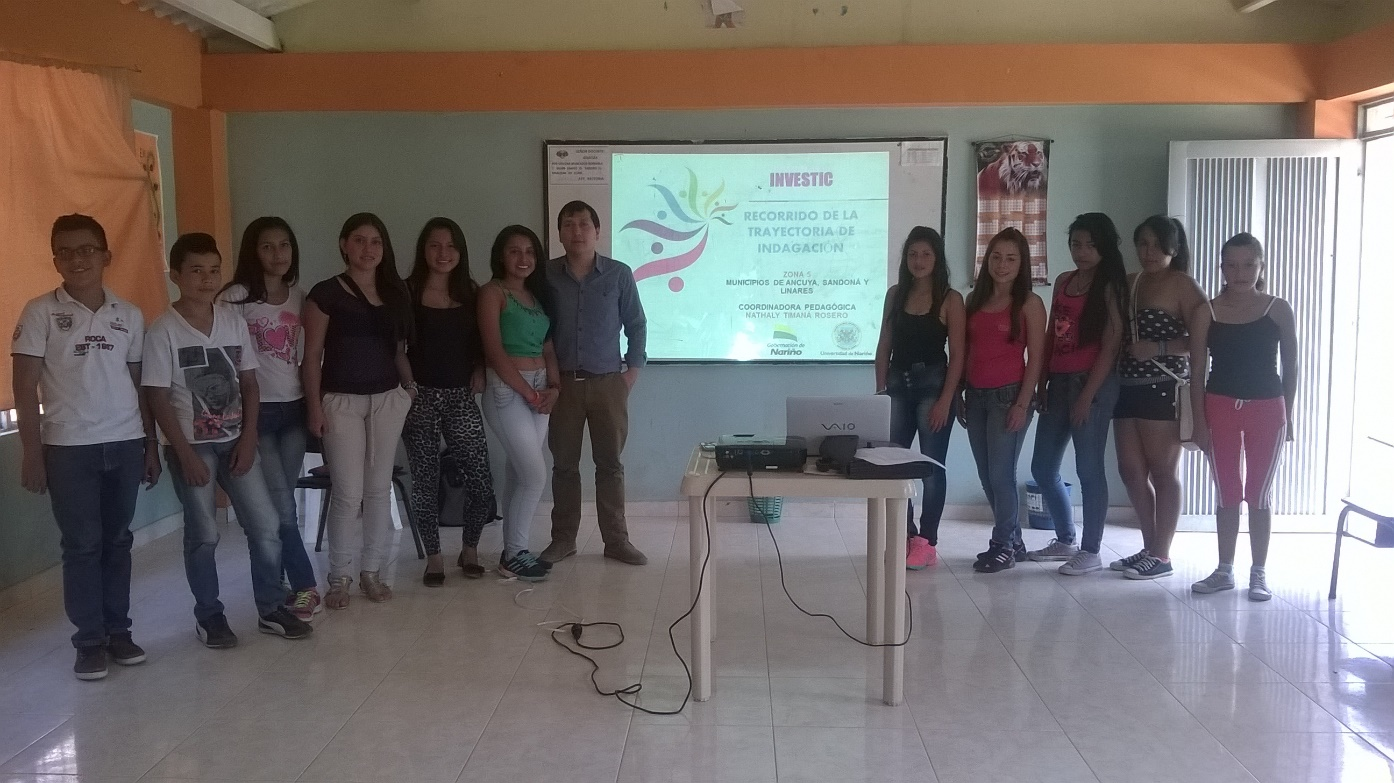 INVESTIC
RECORRIDO DE LA
TRAYECTORIA DE
INDAGACIÓN
ZONA 5
MUNICIPIOS DE ANCUYA, SANDONÁ Y
LINARES
COORDINADORA PEDAGÓGICA
NATHALY TIMANÁ ROSERO
Gobernación de
Nariño
Universidad de Nariño
ROCA
VAIO